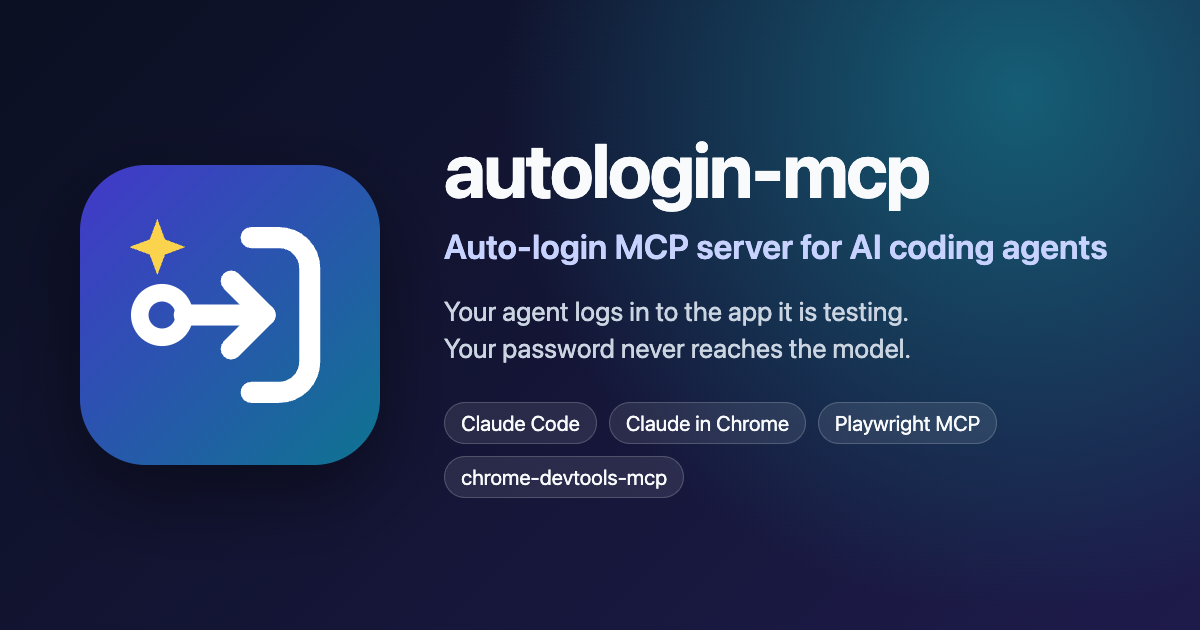 autologin-mcp
Auto-login MCP server for AI coding agents
Your agent logs in to the app it is testing.
Your password never reaches the model.
Claude Code
Claude in Chrome
Playwright MCP
chrome-devtools-mcp